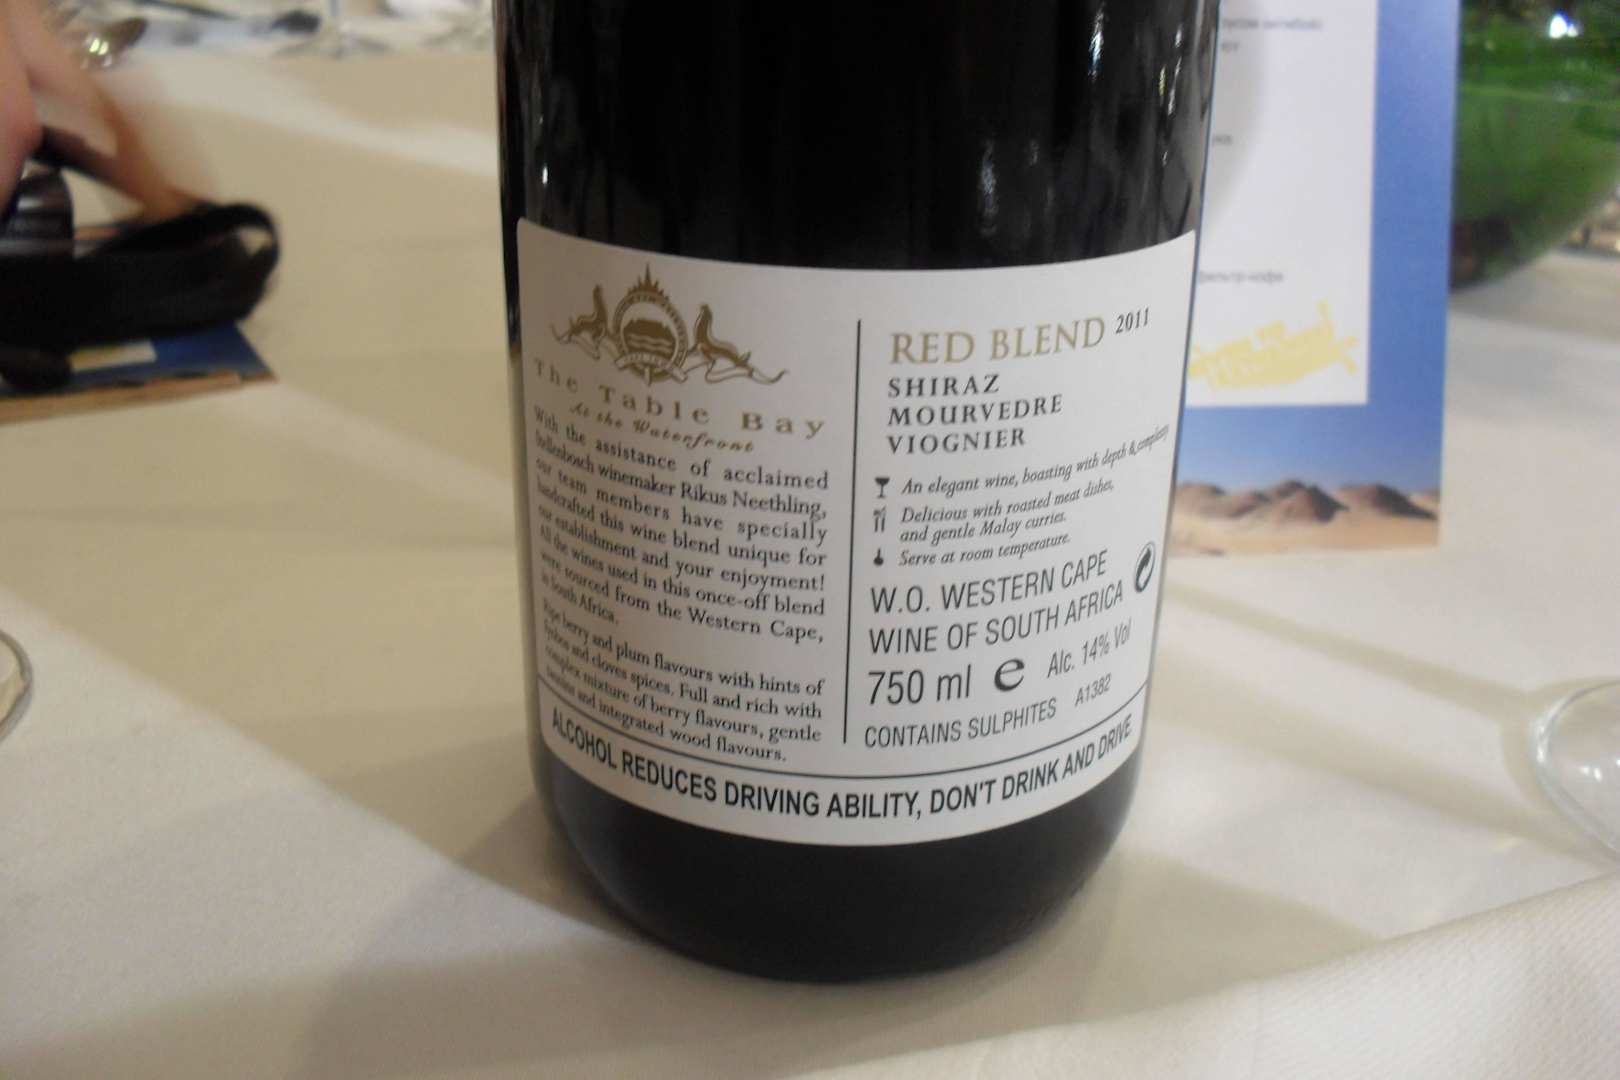 The Table Bay
At the Waterfront
With the assistance of acclaimed
Stellenbosch winemaker Rikus Neethling,
our team members have specially
handcrafted this wine blend unique for
our establishment and your enjoyment!
All the wines used in this once-off blend
were sourced from the Western Cape,
in South Africa.
Ripe berry and plum flavours with hints of
fynbos and cloves spices. Full and rich with
complex mixture of berry flavours, gentle
tannins and integrated wood flavours.
RED BLEND 2011
SHIRAZ
MOURVEDRE
VIOGNIER
An elegant wine, boasting with depth & complexity
Delicious with roasted meat dishes,
and gentle Malay curries.
Serve at room temperature.
W.O. WESTERN CAPE
WINE OF SOUTH AFRICA
750 ml e Alc. 14% Vol
CONTAINS SULPHITES A1382
ALCOHOL REDUCES DRIVING ABILITY, DON'T DRINK AND DRIVE